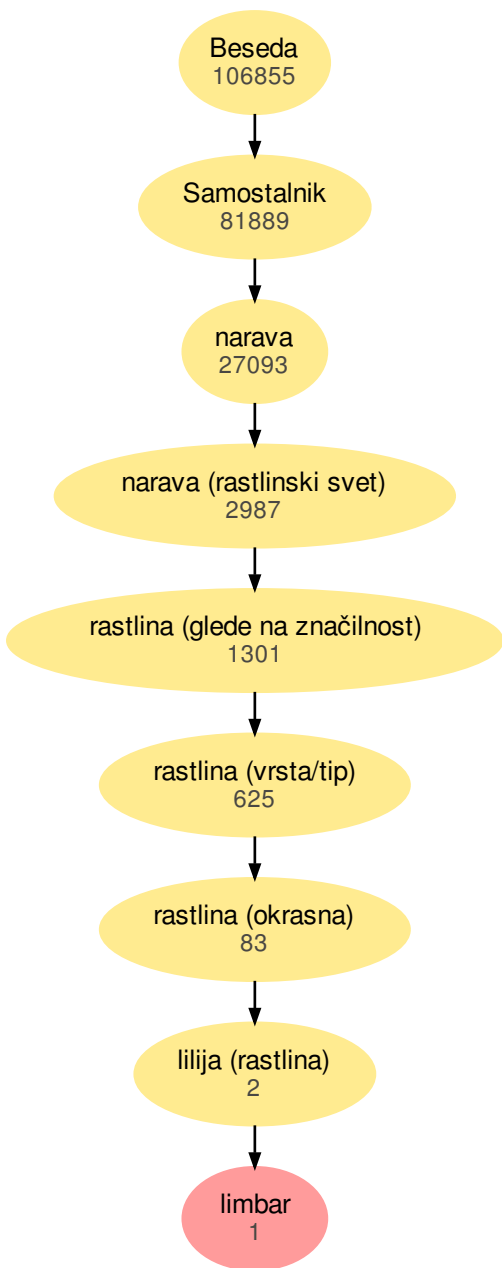 Beseda
106855
Samostalnik
81889
narava
27093
narava (rastlinski svet)
2987
rastlina (glede na značilnost)
1301
rastlina (vrsta/tip)
625
rastlina (okrasna)
83
lilija (rastlina)
2
limbar
1